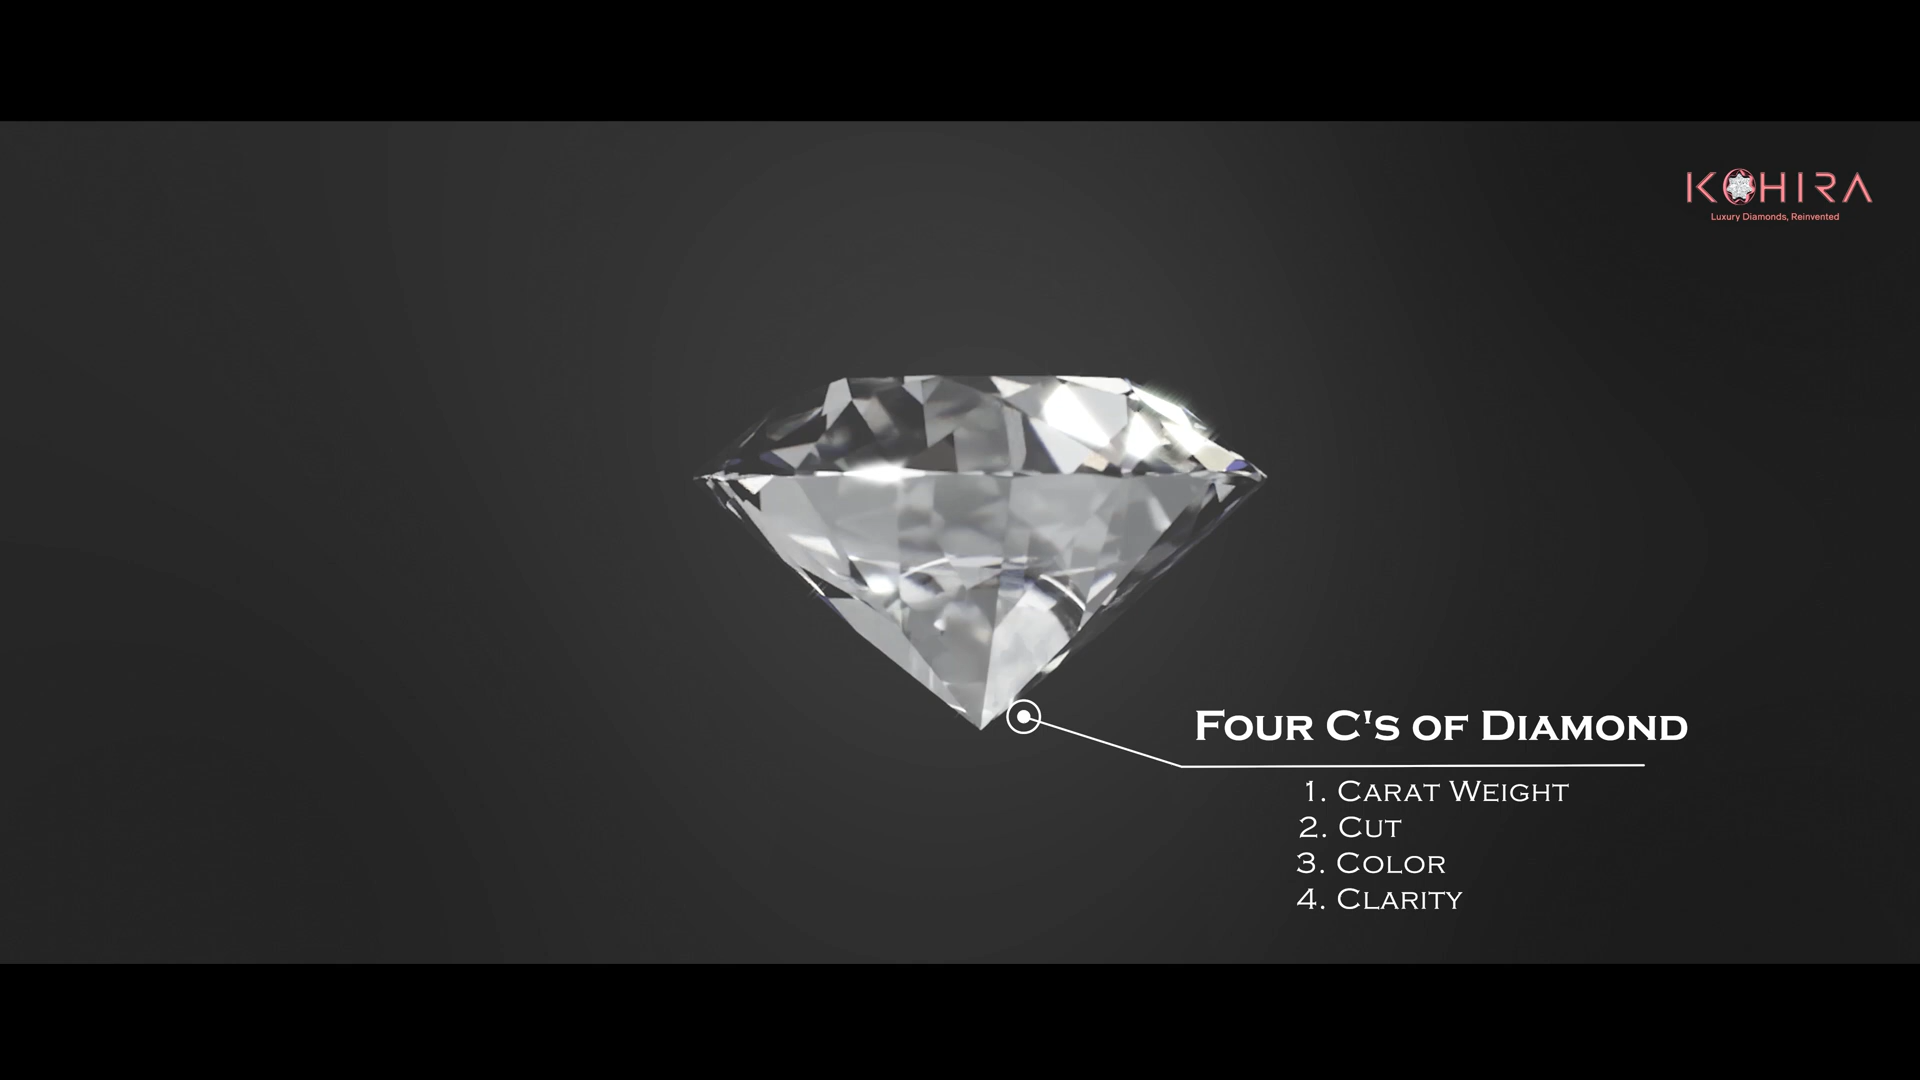 KOHIRA
Luxury Diamonds, Reinvented
Four C's of Diamond
1. Carat Weight
2. Cut
3. Color
4. Clarity